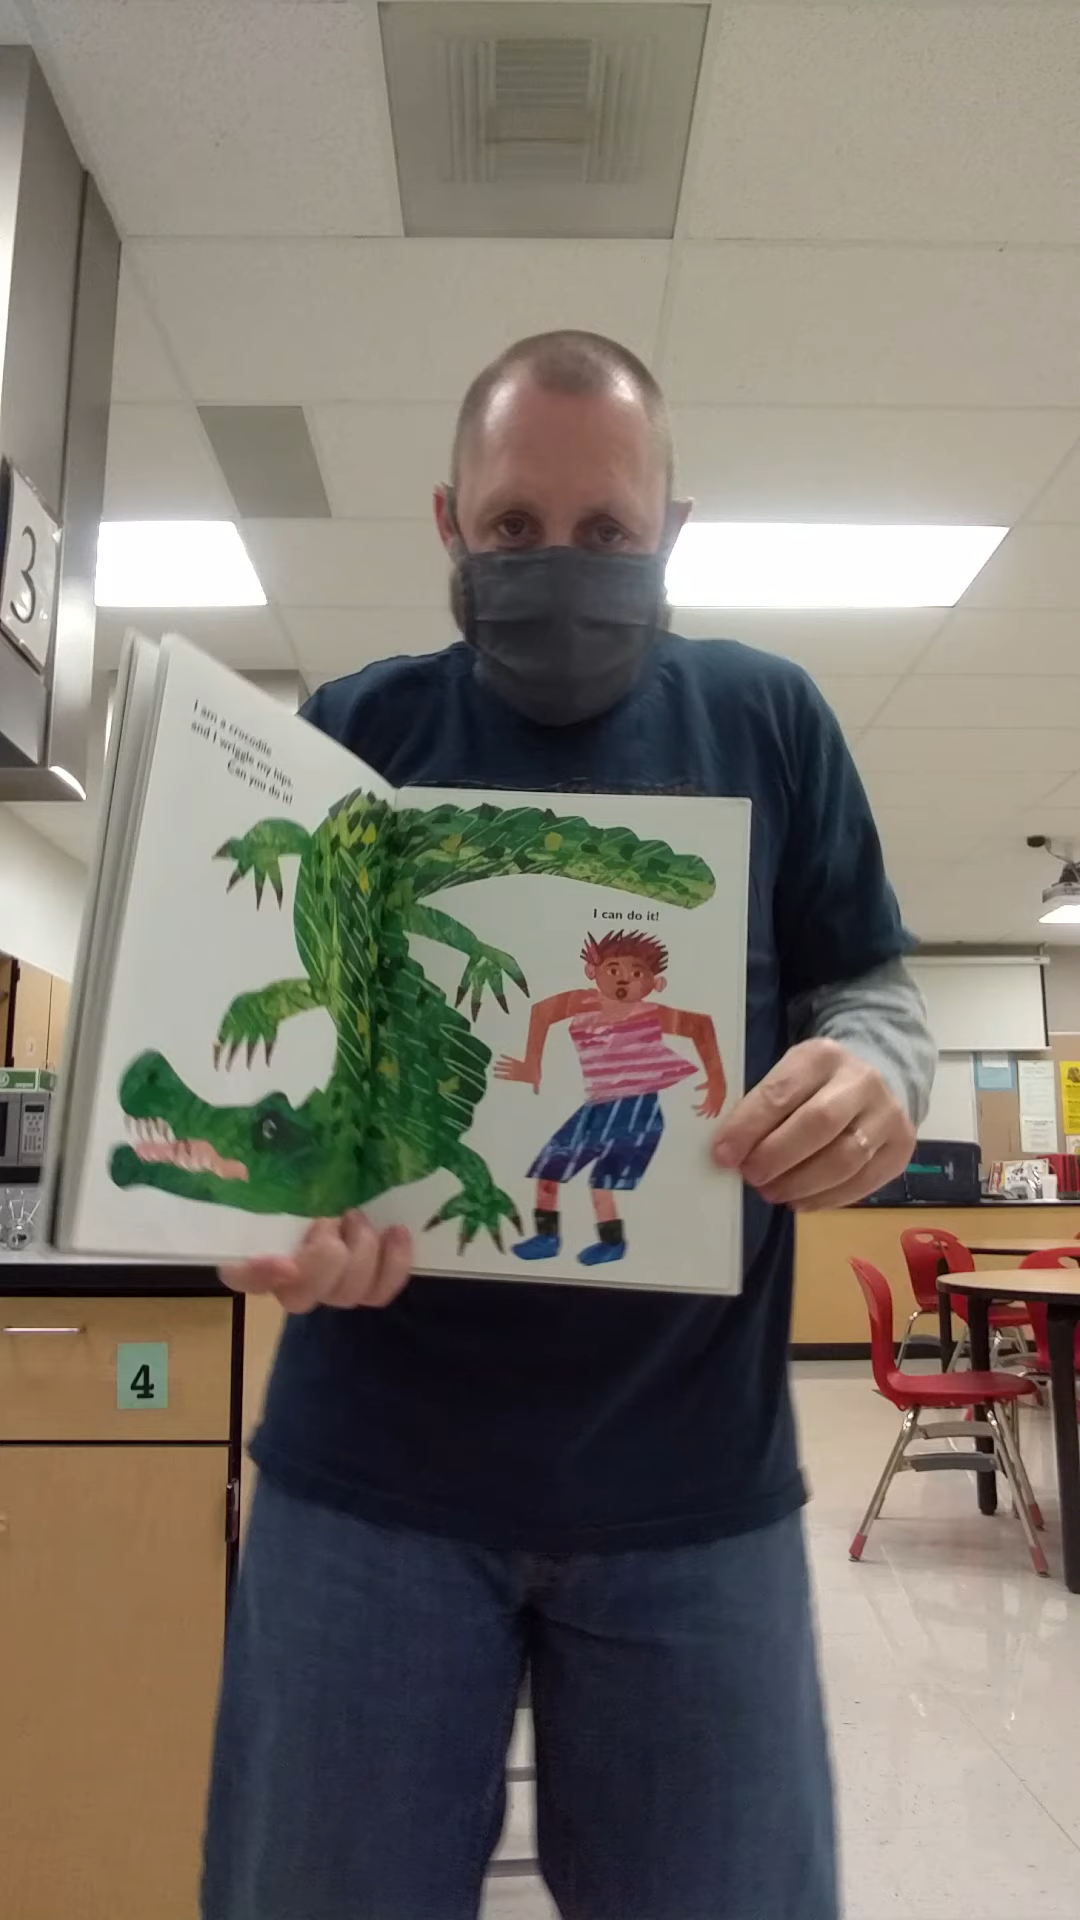 3
I am a crocodile
and I wriggle my hips.
Can you do it?
I can do it!
4